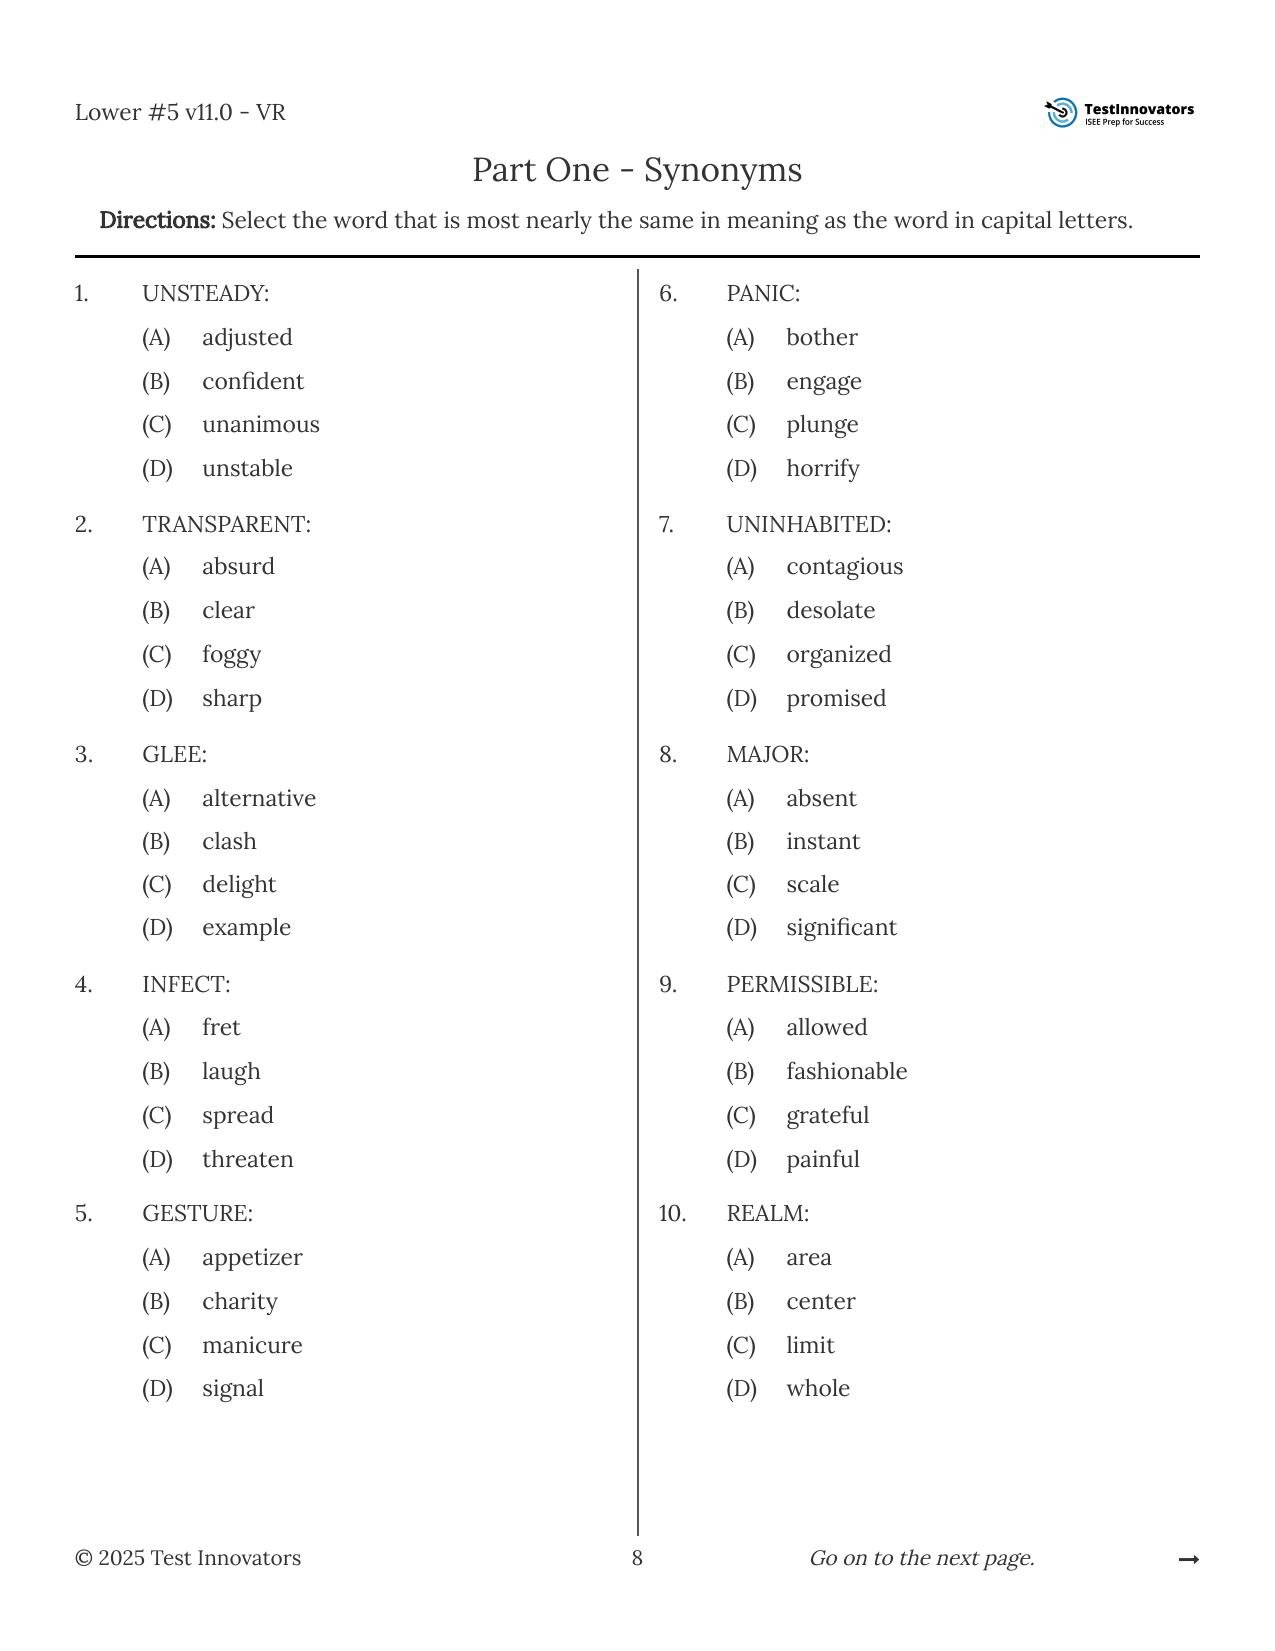 Lower #5 v11.0 - VR
TestInnovators
ISEE Prep for Success
Part One - Synonyms
Directions: Select the word that is most nearly the same in meaning as the word in capital letters.
1. UNSTEADY:
(A) adjusted
(B) confident
(C) unanimous
(D) unstable
2. TRANSPARENT:
(A) absurd
(B) clear
(C) foggy
(D) sharp
3. GLEE:
(A) alternative
(B) clash
(C) delight
(D) example
4. INFECT:
(A) fret
(B) laugh
(C) spread
(D) threaten
5. GESTURE:
(A) appetizer
(B) charity
(C) manicure
(D) signal
6. PANIC:
(A) bother
(B) engage
(C) plunge
(D) horrify
7. UNINHABITED:
(A) contagious
(B) desolate
(C) organized
(D) promised
8. MAJOR:
(A) absent
(B) instant
(C) scale
(D) significant
9. PERMISSIBLE:
(A) allowed
(B) fashionable
(C) grateful
(D) painful
10. REALM:
(A) area
(B) center
(C) limit
(D) whole
© 2025 Test Innovators
8
Go on to the next page. ➞